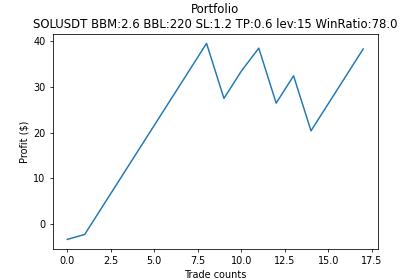 Portfolio
SOLUSDT BBM:2.6 BBL:220 SL:1.2 TP:0.6 lev:15 WinRatio:78.0
40
30
20
10
0
Profit ($)
0.0 2.5 5.0 7.5 10.0 12.5 15.0 17.5
Trade counts